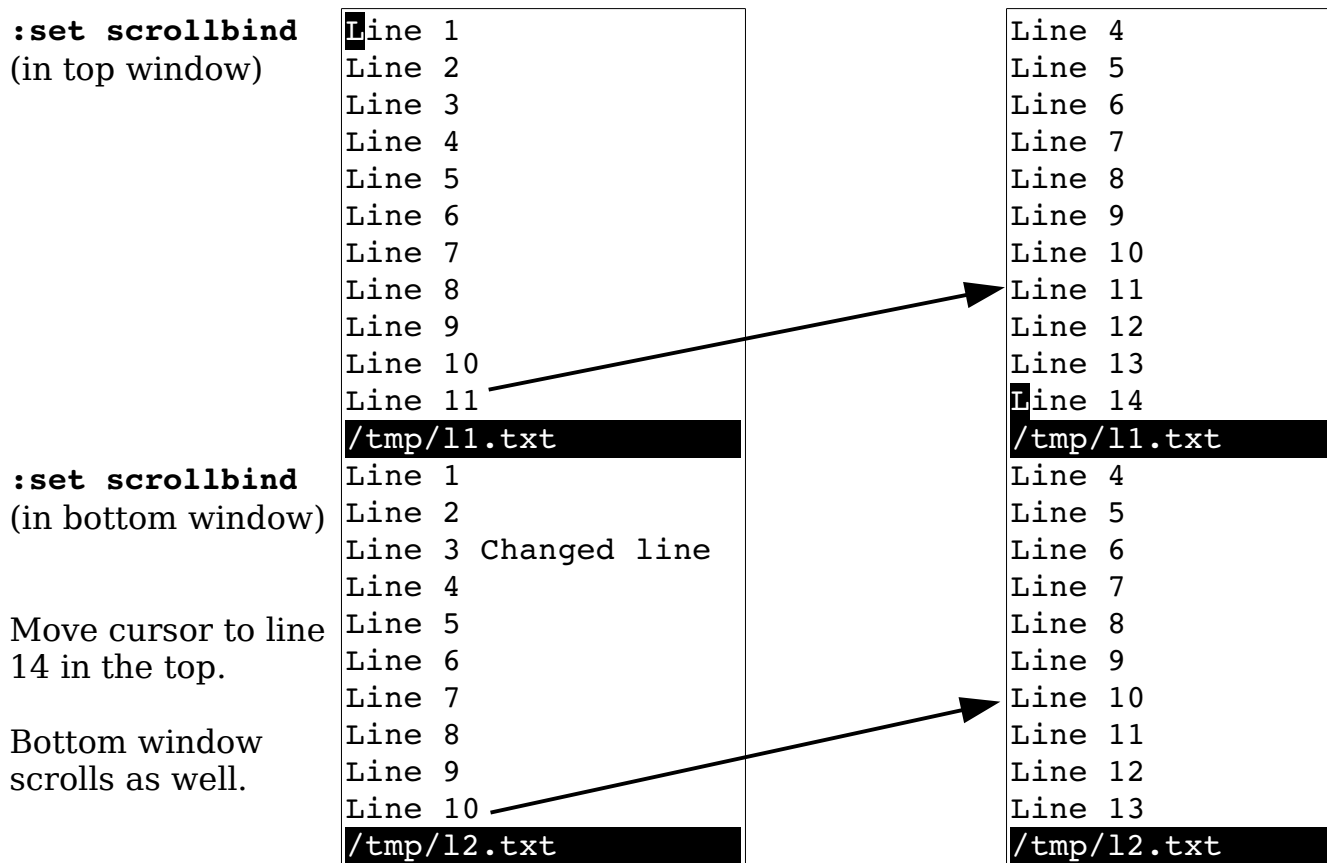 :set scrollbind
(in top window)
Line 1
Line 2
Line 3
Line 4
Line 5
Line 6
Line 7
Line 8
Line 9
Line 10
Line 11
/tmp/l1.txt
:set scrollbind
(in bottom window)
Move cursor to line
14 in the top.
Bottom window
scrolls as well.
Line 1
Line 2
Line 3 Changed line
Line 4
Line 5
Line 6
Line 7
Line 8
Line 9
Line 10
/tmp/l2.txt
Line 4
Line 5
Line 6
Line 7
Line 8
Line 9
Line 10
Line 11
Line 12
Line 13
Line 14
/tmp/l1.txt
Line 4
Line 5
Line 6
Line 7
Line 8
Line 9
Line 10
Line 11
Line 12
Line 13
/tmp/l2.txt